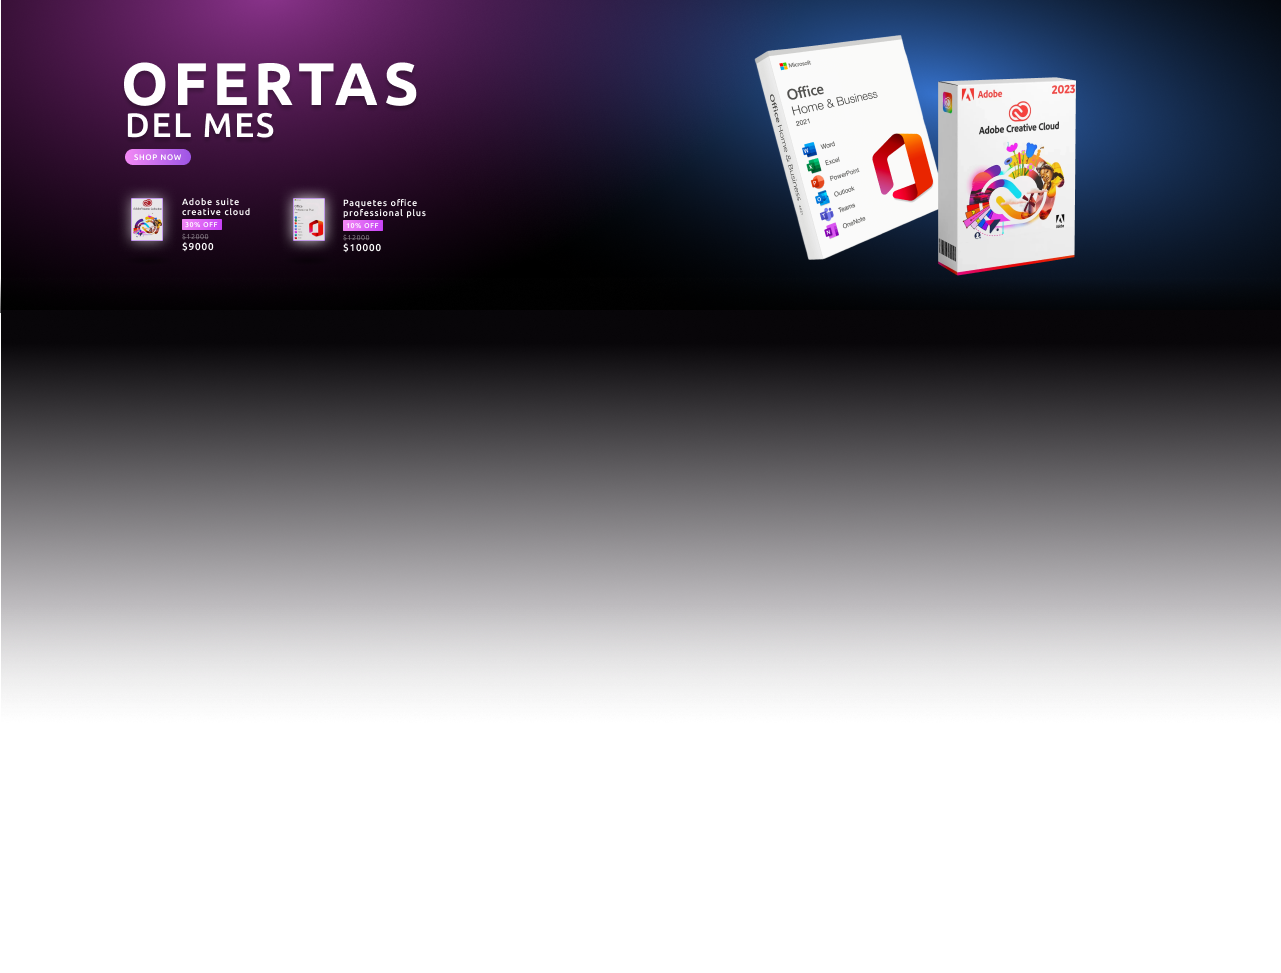 OFERTAS
DEL MES
SHOP NOW
Adobe suite
creative cloud
30% OFF
$12000
$9000
Paquetes office
professional plus
10% OFF
$12000
$10000
Microsoft
Office
Home & Business
2021
Word
Excel
PowerPoint
Outlook
Teams
OneNote
Office Home & Business
Adobe
2023
Adobe Creative Cloud